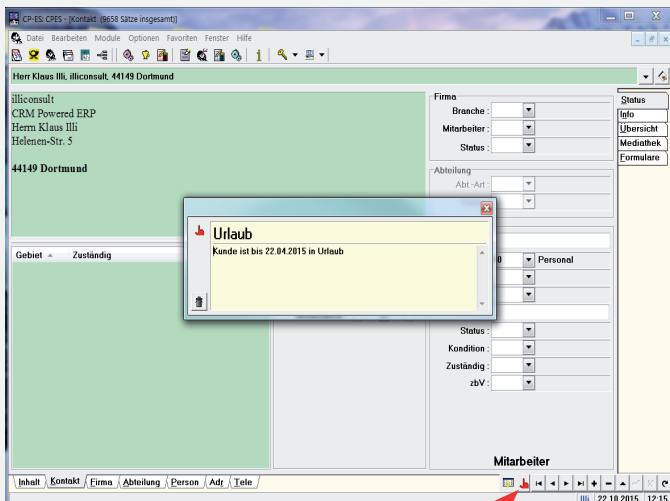 CP-ES: CPES - [Kontakt (9658 Sätze insgesamt)]
Datei Bearbeiten Module Optionen Favoriten Fenster Hilfe
Herr Klaus Illi, illiconsult, 44149 Dortmund
illiconsult
CRM Powered ERP
Herrn Klaus Illi
Helenen-Str. 5
44149 Dortmund
Firma
Branche :
Mitarbeiter :
Status :
Abteilung
Abt.-Art :
Status
Info
Übersicht
Mediathek
Formulare
Urlaub
Kunde ist bis 22.04.2015 in Urlaub
Gebiet Zuständig
0 Personal
Status :
Kondition :
Zuständig :
zbV :
Mitarbeiter
Inhalt Kontakt Firma Abteilung Person Adr Tele
Illi 22.10.2015 12:15